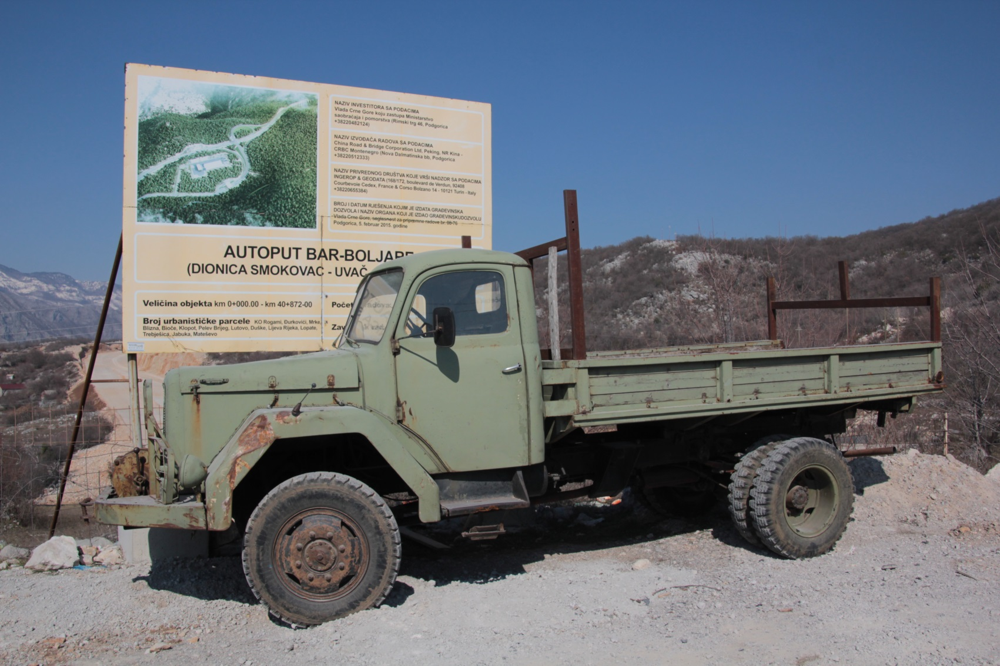 NAZIV INVESTITORA SA PODACIMA
Vlada Crne Gore koju zastupa Ministarstvo
saobraćaja i pomorstva (Rimski trg 46, Podgorica
+38220482124)
NAZIV IZVOĐAČA RADOVA SA PODACIMA
China Road & Bridge Corporation Ltd, Peking, NR Kina -
CRBC Montenegro (Nova Dalmatinska bb, Podgorica
+38220512333)
NAZIV PRIVREDNOG DRUŠTVA KOJE VRŠI NADZOR SA PODACIMA
INGEROP & GEODATA (168/172, boulevard de Verdun, 92408
Courbevoie Cedex, France & Corso Bolzano 14 - 10121 Turin - Italy
+38220655384)
BROJ I DATUM RJEŠENJA KOJIM JE IZDATA GRAĐEVINSKA
DOZVOLA I NAZIV ORGANA KOJI JE IZDAO GRAĐEVINSKUDOZVOLU
Vlada Crne Gore, saglasnost za pripremne radove br. 08-76
Podgorica, 5. februar 2015. godine
AUTOPUT BAR-BOLJARE
(DIONICA SMOKOVAC - UVAČ
Veličina objekta km 0+000.00 - km 40+872-00
Počet radova:
Broj urbanističke parcele KO Rogami, Đurkovići, Mrke,
Blizna, Bioče, Klopot, Pelev Brijeg, Lutovo, Duške, Lijeva Rijeka, Lopate,
Trebješica, Jabuka, Mateševo
Zav